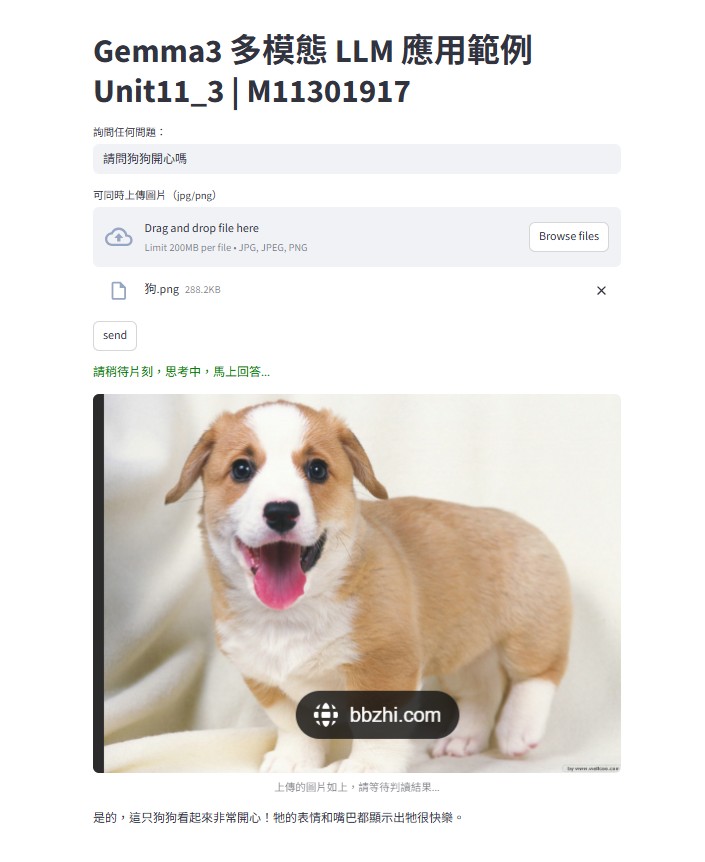 Gemma3 多模態 LLM 應用範例
Unit11_3 | M11301917
詢問任何問題：
請問狗狗開心嗎
可同時上傳圖片（jpg/png）
Drag and drop file here
Limit 200MB per file • JPG, JPEG, PNG
Browse files
狗.png 288.2KB
send
請稍待片刻，思考中，馬上回答...
bbzhi.com
上傳的圖片如上，請等待判讀結果...
是的，這只狗狗看起來非常開心！牠的表情和嘴巴都顯示出牠很快樂。